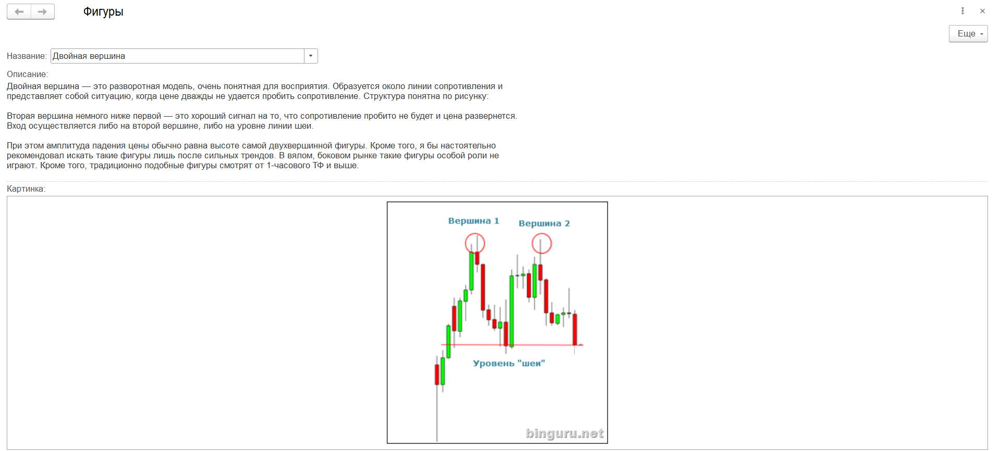 Фигуры
Еще
Название: Двойная вершина
Описание:
Двойная вершина — это разворотная модель, очень понятная для восприятия. Образуется около линии сопротивления и
представляет собой ситуацию, когда цене дважды не удается пробить сопротивление. Структура понятна по рисунку:
Вторая вершина немного ниже первой — это хороший сигнал на то, что сопротивление пробито не будет и цена развернется.
Вход осуществляется либо на второй вершине, либо на уровне линии шеи.
При этом амплитуда падения цены обычно равна высоте самой двухвершинной фигуры. Кроме того, я бы настоятельно
рекомендовал искать такие фигуры лишь после сильных трендов. В вялом, боковом рынке такие фигуры особой роли не
играют. Кроме того, традиционно подобные фигуры смотрят от 1-часового ТФ и выше.
Картинка:
Вершина 1
Вершина 2
Уровень "шеи"
binguru.net